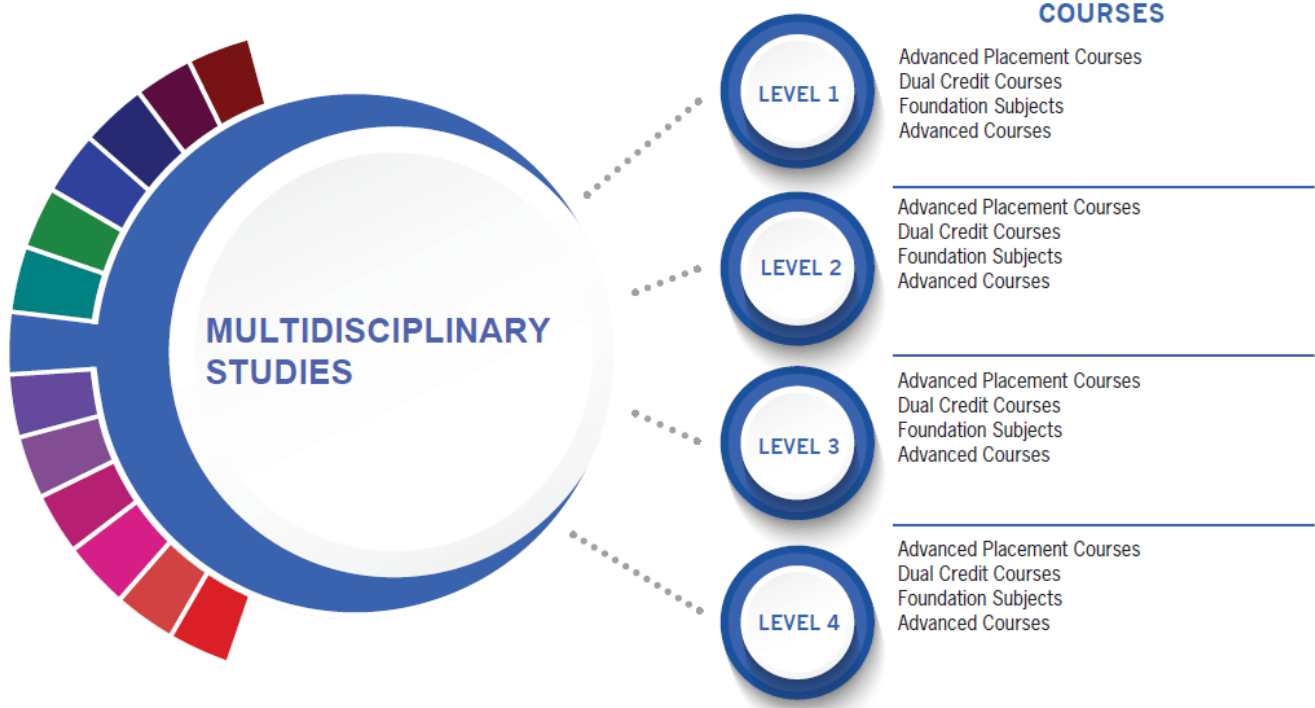 COURSES
MULTIDISCIPLINARY
STUDIES
LEVEL 1
Advanced Placement Courses
Dual Credit Courses
Foundation Subjects
Advanced Courses
LEVEL 2
Advanced Placement Courses
Dual Credit Courses
Foundation Subjects
Advanced Courses
LEVEL 3
Advanced Placement Courses
Dual Credit Courses
Foundation Subjects
Advanced Courses
LEVEL 4
Advanced Placement Courses
Dual Credit Courses
Foundation Subjects
Advanced Courses